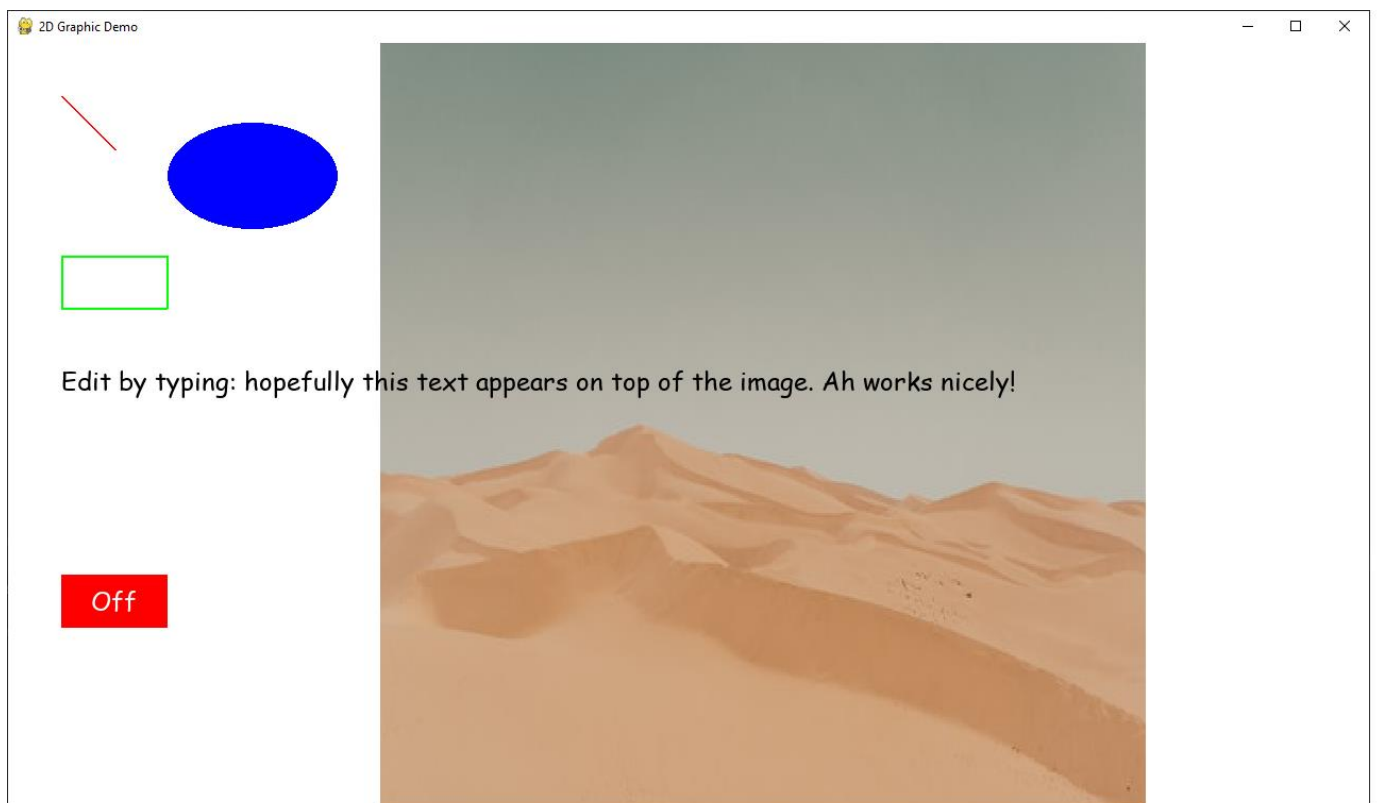 2D Graphic Demo
Edit by typing: hopefully this text appears on top of the image. Ah works nicely!
Off